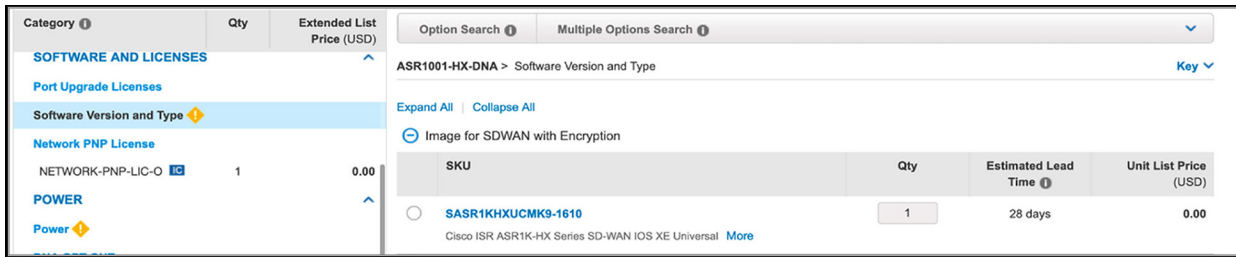 Category
Qty
Extended List
Price (USD)
SOFTWARE AND LICENSES
Port Upgrade Licenses
Software Version and Type
Network PNP License
NETWORK-PNP-LIC-O IC 1 0.00
POWER
Power
Option Search
Multiple Options Search
ASR1001-HX-DNA > Software Version and Type
Key
Expand All | Collapse All
Image for SDWAN with Encryption
SKU
Qty
Estimated Lead
Time
Unit List Price
(USD)
SASR1KHXUCMK9-1610 1 28 days 0.00
Cisco ISR ASR1K-HX Series SD-WAN IOS XE Universal More